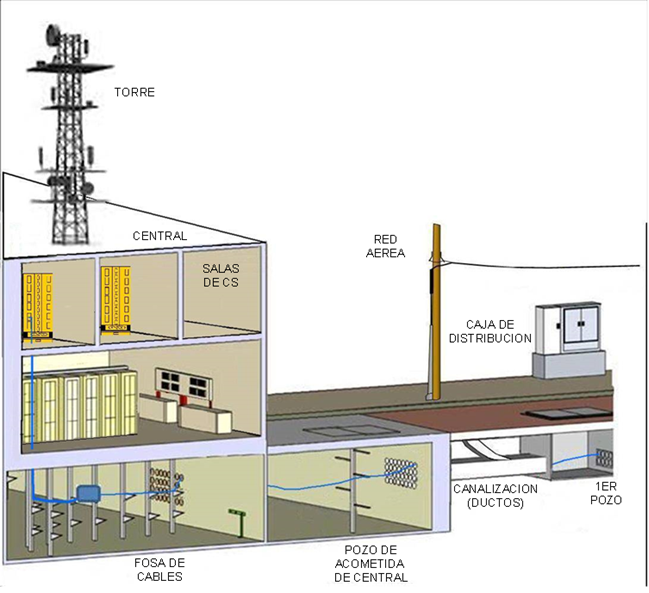 TORRE
CENTRAL
SALAS
DE CS
RED
AEREA
CAJA DE
DISTRIBUCION
CANALIZACION
(DUCTOS)
1ER
POZO
FOSA DE
CABLES
POZO DE
ACOMETIDA
DE CENTRAL